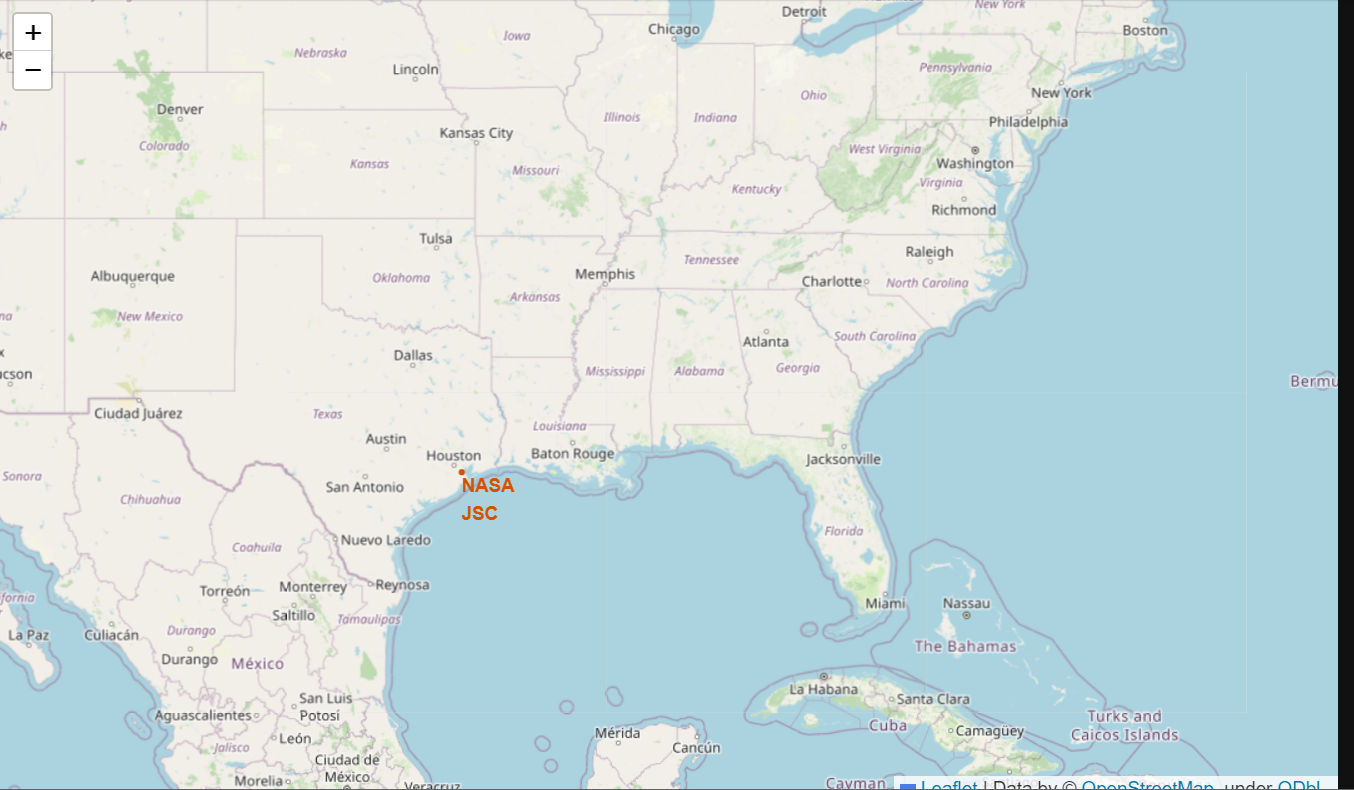 +
−
New York
Detroit
Boston
Chicago
Iowa
Nebraska
Lincoln
Pennsylvania
New York
Ohio
Denver
Illinois
Indiana
Philadelphia
Kansas City
Colorado
West Virginia
Washington
Kansas
Missouri
Kentucky
Virginia
Richmond
Tulsa
Raleigh
Tennessee
Albuquerque
Oklahoma
Memphis
Charlotte
North Carolina
Arkansas
New Mexico
South Carolina
Atlanta
Dallas
Mississippi
Alabama
Georgia
ucson
Bermu
Ciudad Juárez
Texas
Louisiana
Austin
Houston
Baton Rouge
Jacksonville
Sonora
San Antonio
NASA
JSC
Chihuahua
Florida
Nuevo Laredo
Coahuila
Torreón
Monterrey
Reynosa
ifornia
Saltillo
Tamaulipas
Miami
Nassau
La Paz
Culiacán
Durango
The Bahamas
Durango
México
La Habana
San Luis
Potosí
Santa Clara
Aguascalientes
Cuba
Camagüey
Turks and
Caicos Islands
Mérida
Cancún
León
Jalisco
Ciudad de
México
Morelia
Veracruz
Cayman
Leaflet | Data by © OpenStreetMap, under ODbL